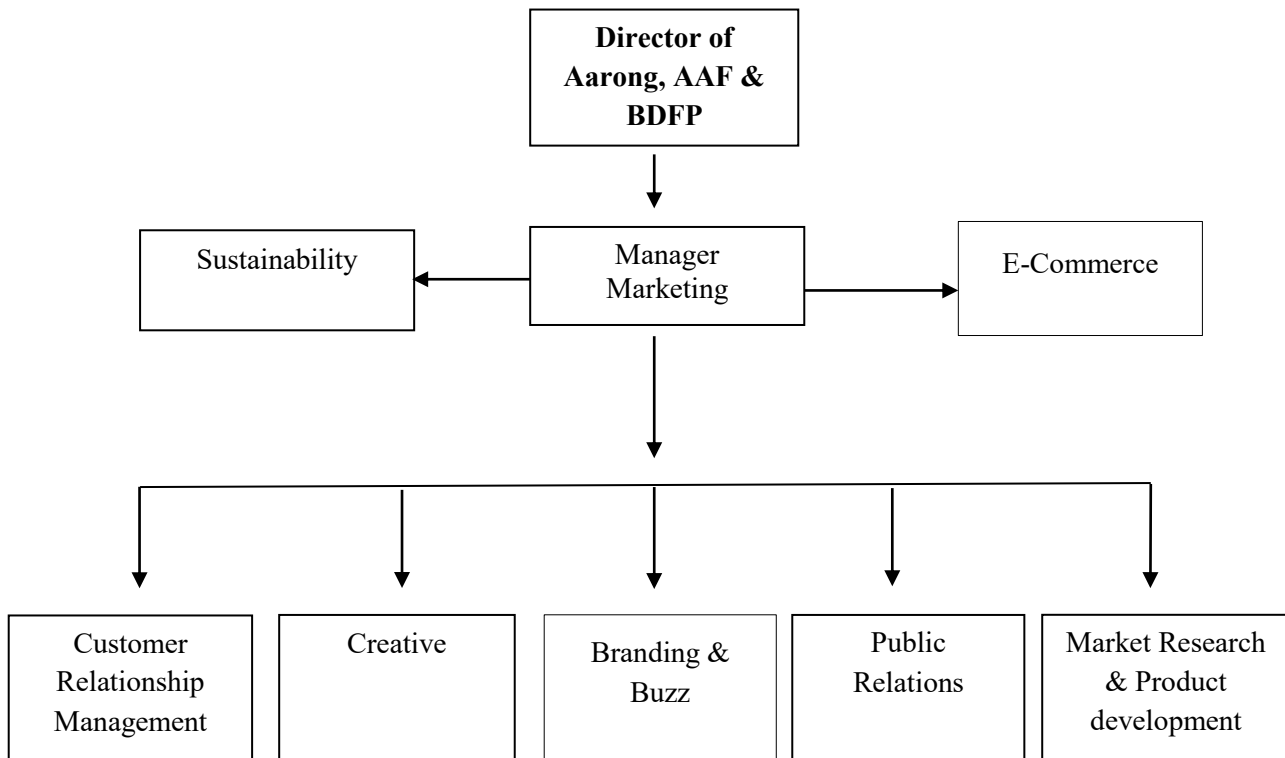 Director of
Aarong, AAF &
BDFP
Sustainability
Manager
Marketing
E-Commerce
Customer
Relationship
Management
Creative
Branding &
Buzz
Public
Relations
Market Research
& Product
development